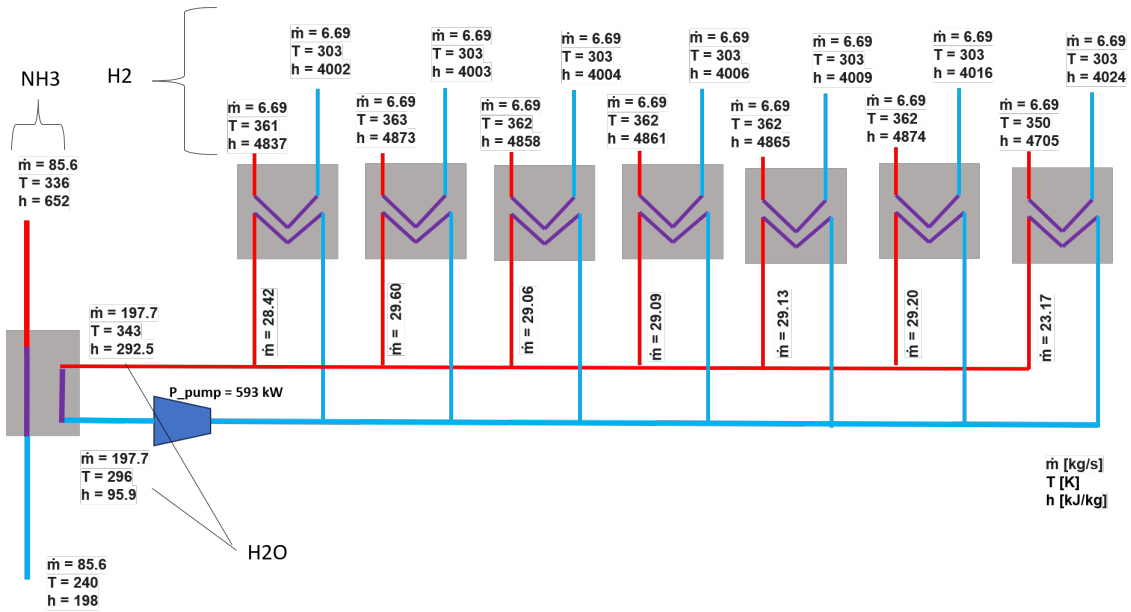 NH3
H2
ṁ = 6.69
T = 303
h = 4002
ṁ = 6.69
T = 303
h = 4003
ṁ = 6.69
T = 303
h = 4004
ṁ = 6.69
T = 303
h = 4006
ṁ = 6.69
T = 303
h = 4009
ṁ = 6.69
T = 303
h = 4016
ṁ = 6.69
T = 303
h = 4024
ṁ = 6.69
T = 361
h = 4837
ṁ = 6.69
T = 363
h = 4873
ṁ = 6.69
T = 362
h = 4858
ṁ = 6.69
T = 362
h = 4861
ṁ = 6.69
T = 362
h = 4865
ṁ = 6.69
T = 362
h = 4874
ṁ = 6.69
T = 350
h = 4705
ṁ = 85.6
T = 336
h = 652
ṁ = 28.42
ṁ = 29.60
ṁ = 29.06
ṁ = 29.09
ṁ = 29.13
ṁ = 29.20
ṁ = 23.17
ṁ = 197.7
T = 343
h = 292.5
P_pump = 593 kW
ṁ = 197.7
T = 296
h = 95.9
H2O
ṁ [kg/s]
T [K]
h [kJ/kg]
ṁ = 85.6
T = 240
h = 198